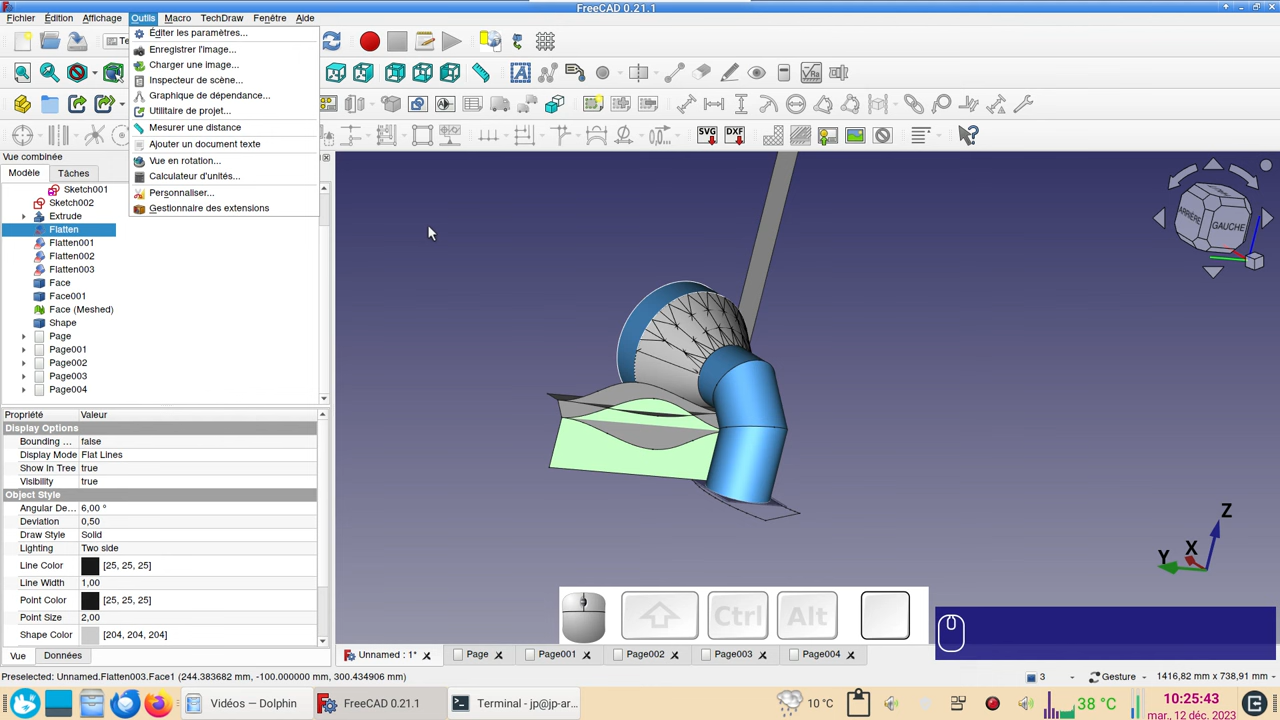 FreeCAD 0.21.1
Fichier Édition Affichage Outils Macro TechDraw Fenêtre Aide
Éditer les paramètres...
Enregistrer l'image...
Charger une image...
Inspecteur de scène...
Graphique de dépendance...
Utilitaire de projet...
Mesurer une distance
Ajouter un document texte
Vue en rotation...
Calculateur d'unités...
Personnaliser...
Gestionnaire des extensions
SVG DXF
Vue combinée
Modèle Tâches
Sketch001
Sketch002
Extrude
Flatten
Flatten001
Flatten002
Flatten003
Face
Face001
Face (Meshed)
Shape
Page
Page001
Page002
Page003
Page004
Propriété Valeur
Display Options
Bounding ... false
Display Mode Flat Lines
Show In Tree true
Visibility true
Object Style
Angular De... 6,00 °
Deviation 0,50
Draw Style Solid
Lighting Two side
Line Color [25, 25, 25]
Line Width 1,00
Point Color [25, 25, 25]
Point Size 2,00
Shape Color [204, 204, 204]
Vue Données
ARRIÈRE GAUCHE
Z
Y X
Ctrl Alt
Unnamed : 1* Page Page001 Page002 Page003 Page004
Preselected: Unnamed.Flatten003.Face1 (244.383682 mm, -100.000000 mm, 300.434906 mm)
3 Gesture 1416,82 mm x 738,91 mm
Vidéos — Dolphin FreeCAD 0.21.1 Terminal - jp@jp-ar...
10 °C 38 °C
10:25:43
mar., 12 déc. 2023